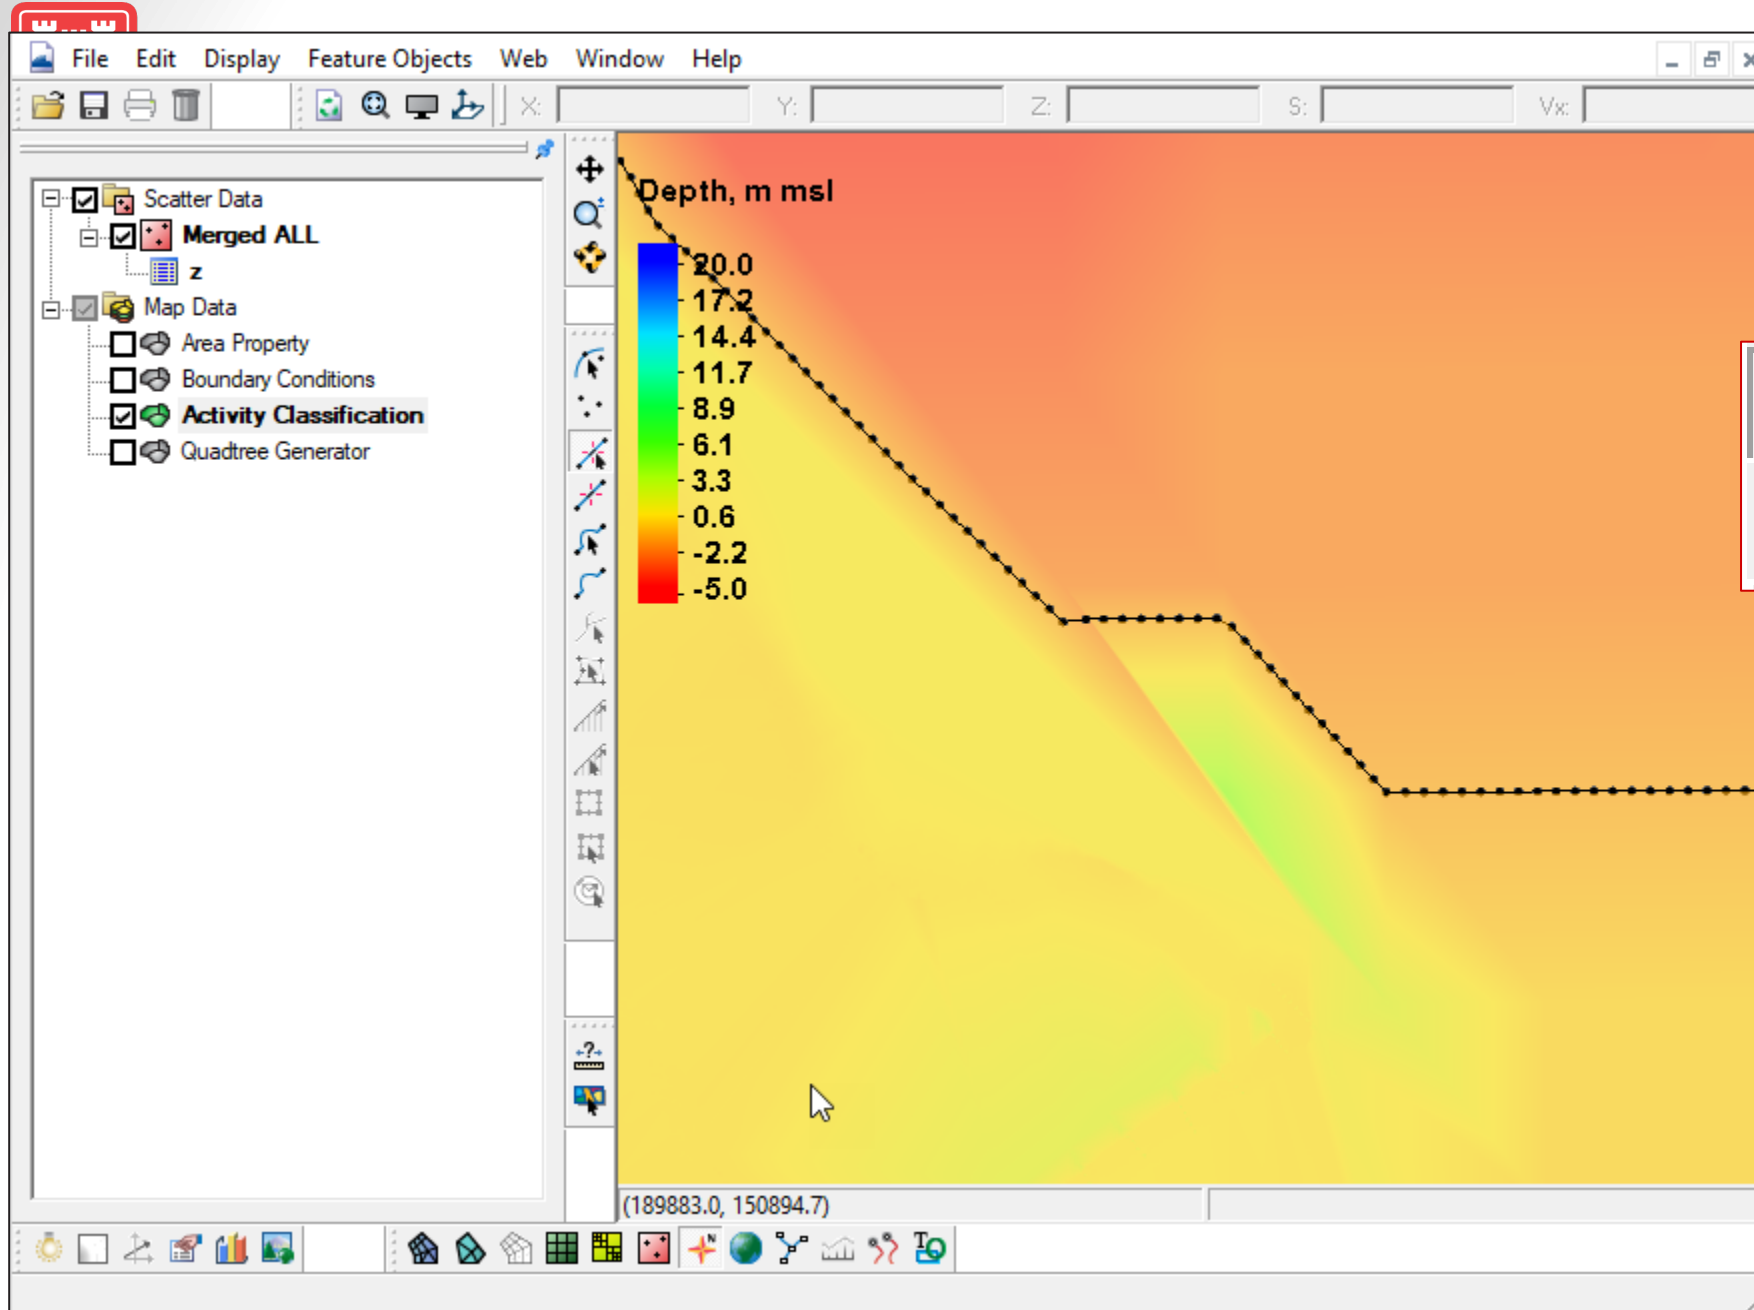 File Edit Display Feature Objects Web Window Help
X: Y: Z: S: Vx:
Scatter Data
Merged ALL
z
Map Data
Area Property
Boundary Conditions
Activity Classification
Quadtree Generator
Depth, m msl
20.0
17.2
14.4
11.7
8.9
6.1
3.3
0.6
-2.2
-5.0
(189883.0, 150894.7)